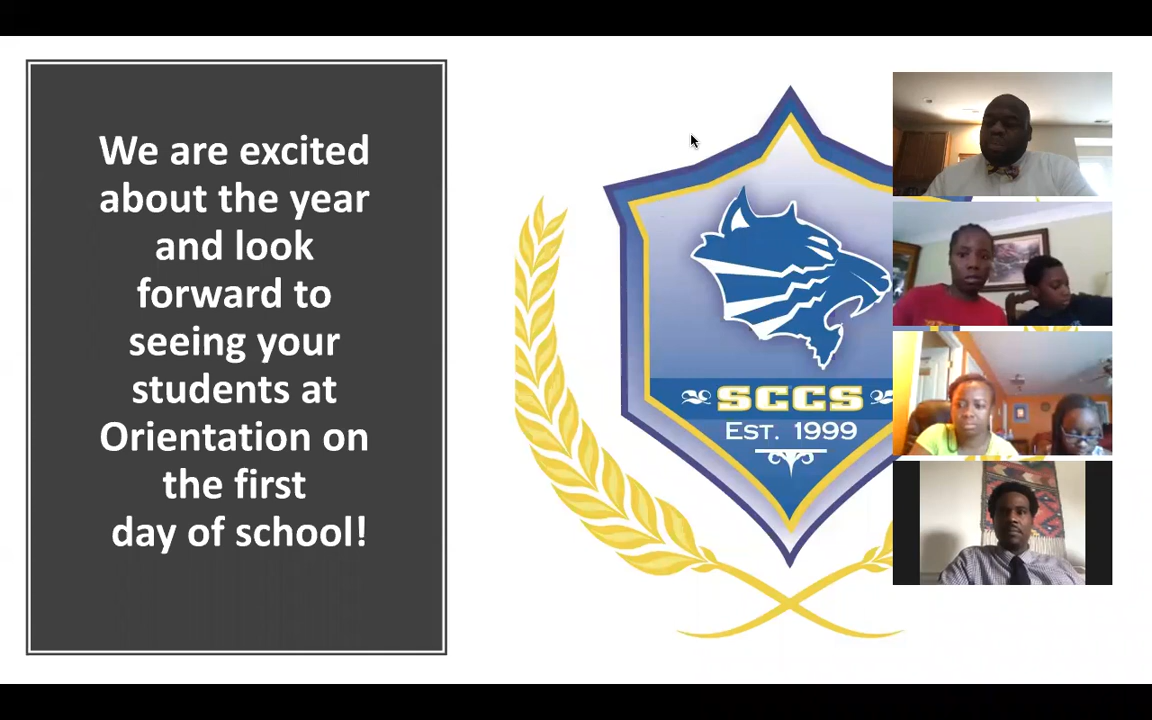 We are excited
about the year
and look
forward to
seeing your
students at
Orientation on
the first
day of school!
SCCS
EST. 1999